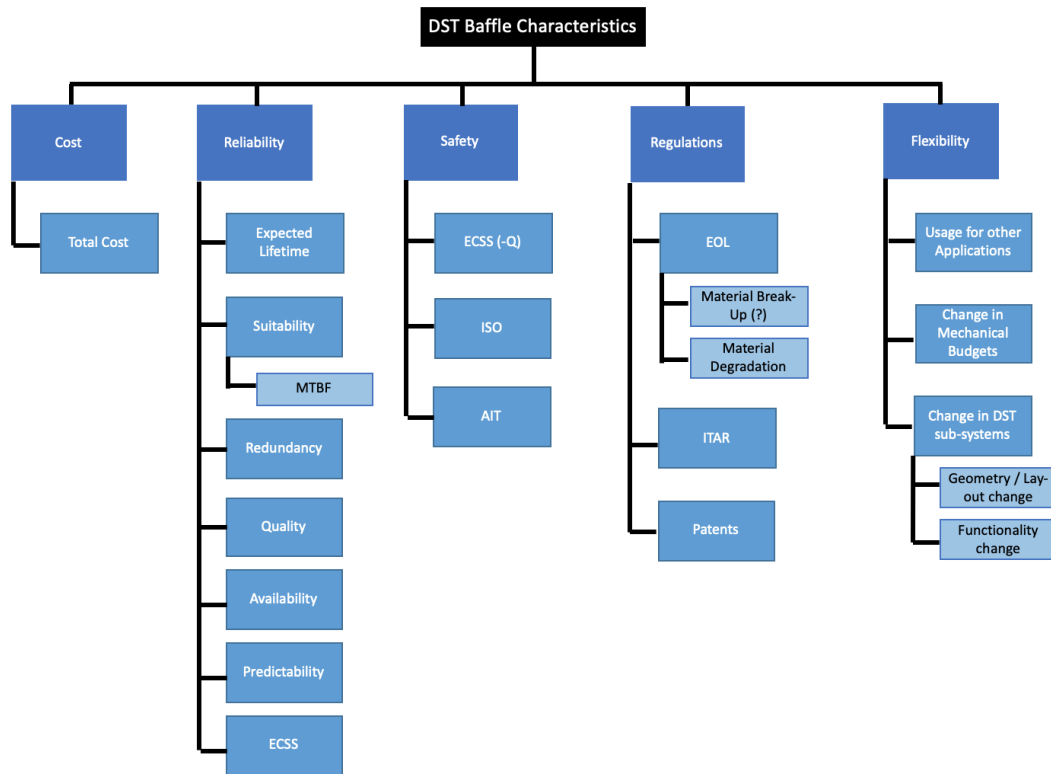 DST Baffle Characteristics
Cost
Reliability
Safety
Regulations
Flexibility
Total Cost
Expected
Lifetime
Suitability
MTBF
Redundancy
Quality
Availability
Predictability
ECSS
ECSS (-Q)
ISO
AIT
EOL
Material Break-
Up (?)
Material
Degradation
ITAR
Patents
Usage for other
Applications
Change in
Mechanical
Budgets
Change in DST
sub-systems
Geometry / Lay-
out change
Functionality
change